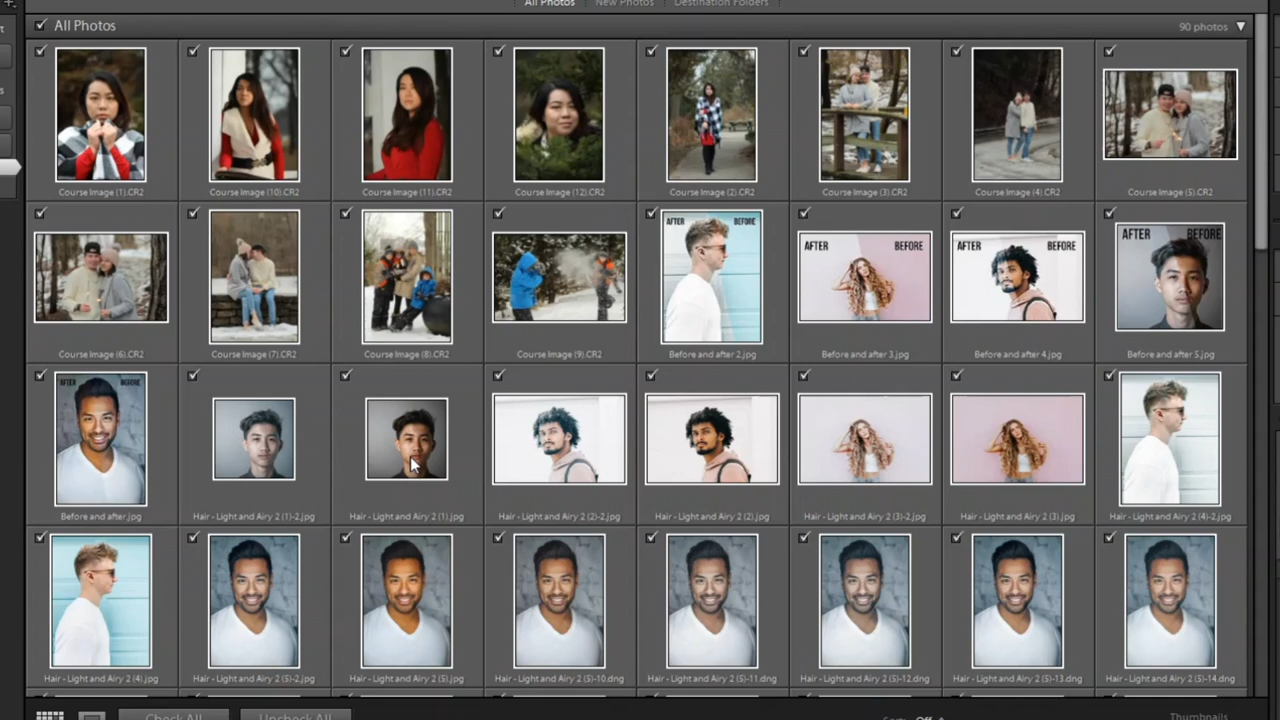 All Photos New Photos Destination Folders
All Photos 90 photos
Course Image (1).CR2 Course Image (10).CR2 Course Image (11).CR2 Course Image (12).CR2 Course Image (2).CR2 Course Image (3).CR2 Course Image (4).CR2 Course Image (5).CR2
AFTER BEFORE AFTER BEFORE AFTER BEFORE AFTER BEFORE
Course Image (6).CR2 Course Image (7).CR2 Course Image (8).CR2 Course Image (9).CR2 Before and after 2.jpg Before and after 3.jpg Before and after 4.jpg Before and after 5.jpg
AFTER BEFORE
Before and after.jpg Hair - Light and Airy 2 (1)-2.jpg Hair - Light and Airy 2 (1).jpg Hair - Light and Airy 2 (2)-2.jpg Hair - Light and Airy 2 (2).jpg Hair - Light and Airy 2 (3)-2.jpg Hair - Light and Airy 2 (3).jpg Hair - Light and Airy 2 (4)-2.jpg
Hair - Light and Airy 2 (4).jpg Hair - Light and Airy 2 (5)-2.jpg Hair - Light and Airy 2 (5).jpg Hair - Light and Airy 2 (5)-10.dng Hair - Light and Airy 2 (5)-11.dng Hair - Light and Airy 2 (5)-12.dng Hair - Light and Airy 2 (5)-13.dng Hair - Light and Airy 2 (5)-14.dng
Check All Uncheck All Sort: Off Thumbnails